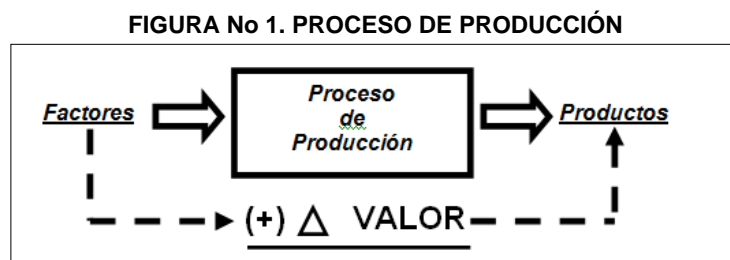 FIGURA No 1. PROCESO DE PRODUCCIÓN
Factores
Proceso
de
Producción
Productos
(+) △ VALOR